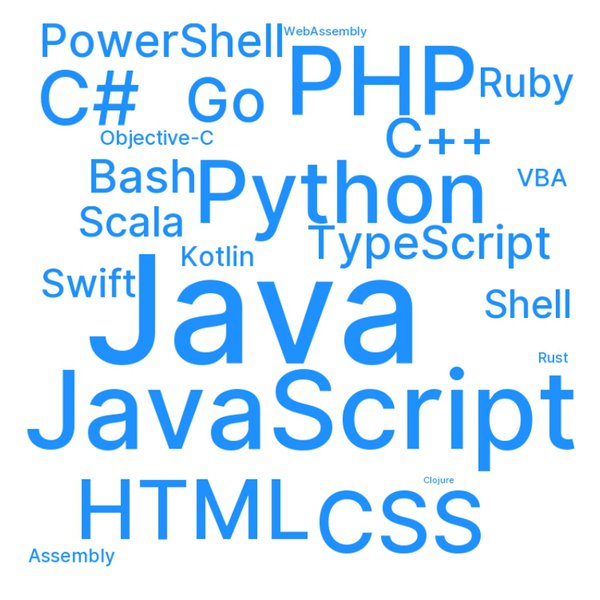 WebAssembly
PowerShell
PHP
Ruby
C#
Go
C++
Objective-C
Bash
Python
VBA
Scala
TypeScript
Kotlin
Swift
Java
Shell
Rust
JavaScript
Clojure
HTML
CSS
Assembly